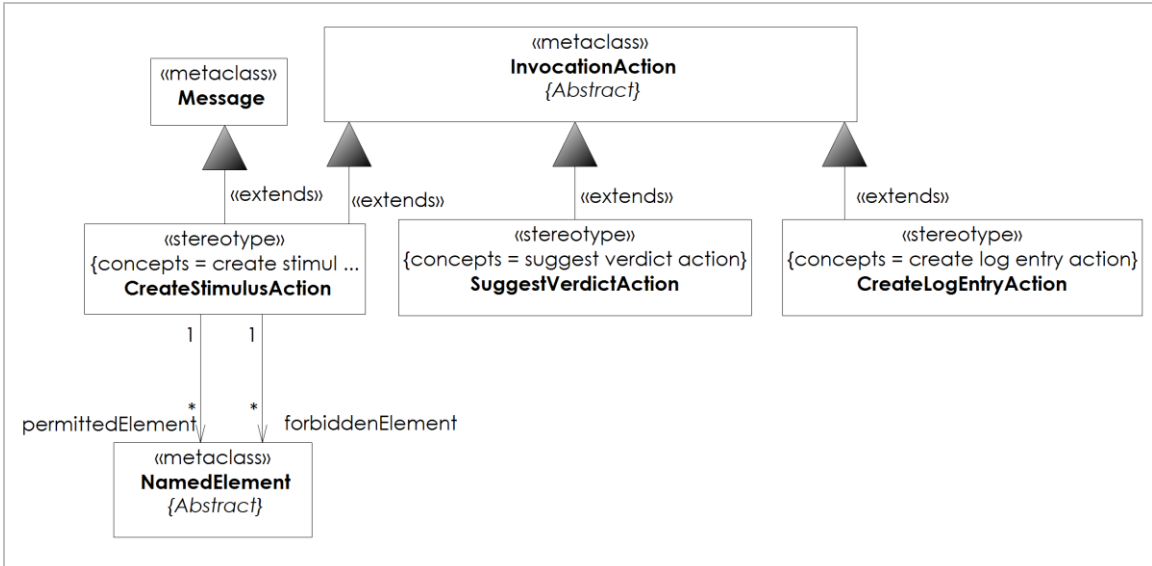 «metaclass»
InvocationAction
{Abstract}
«metaclass»
Message
«extends»
«extends»
«extends»
«extends»
«stereotype»
{concepts = create stimul ...
CreateStimulusAction
«stereotype»
{concepts = suggest verdict action}
SuggestVerdictAction
«stereotype»
{concepts = create log entry action}
CreateLogEntryAction
1
1
*
*
permittedElement
forbiddenElement
«metaclass»
NamedElement
{Abstract}